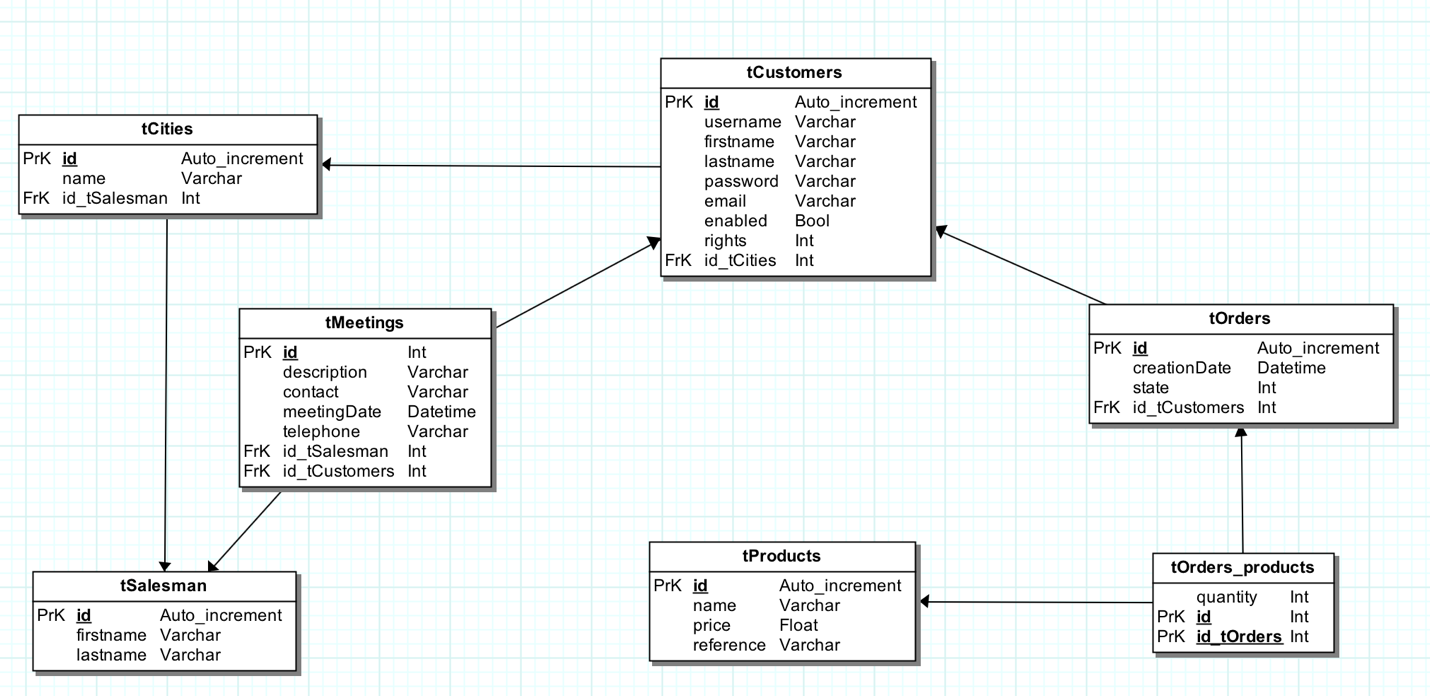 tCustomers
PrK id Auto_increment
username Varchar
firstname Varchar
lastname Varchar
password Varchar
email Varchar
enabled Bool
rights Int
FrK id_tCities Int
tCities
PrK id Auto_increment
name Varchar
FrK id_tSalesman Int
tMeetings
PrK id Int
description Varchar
contact Varchar
meetingDate Datetime
telephone Varchar
FrK id_tSalesman Int
FrK id_tCustomers Int
tOrders
PrK id Auto_increment
creationDate Datetime
state Int
FrK id_tCustomers Int
tSalesman
PrK id Auto_increment
firstname Varchar
lastname Varchar
tProducts
PrK id Auto_increment
name Varchar
price Float
reference Varchar
tOrders_products
quantity Int
PrK id Int
PrK id_tOrders Int